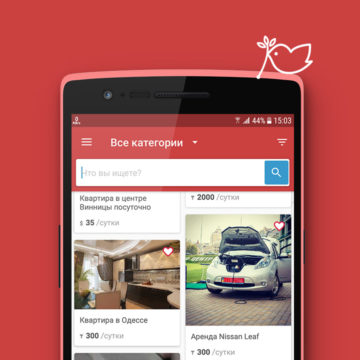 44% 15:03
Все категории
Что вы ищете?
Квартира в центре
Винницы посуточно
$ 35 /сутки
₸ 2000 /сутки
Квартира в Одессе
₸ 300 /сутки
Аренда Nissan Leaf
₸ 300 /сутки